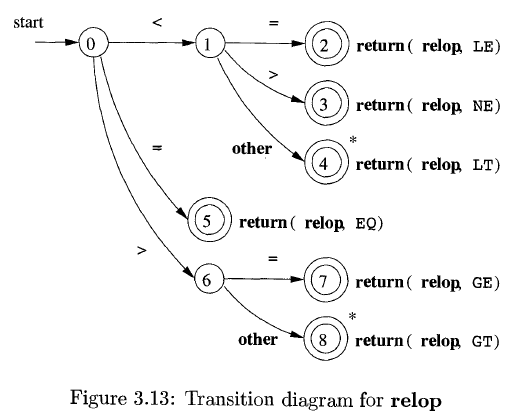 start
0
<
1
=
2
return( relop, LE)
>
3
return( relop, NE)
other
4
*
return( relop, LT)
=
5
return( relop, EQ)
>
6
=
7
return( relop, GE)
other
8
*
return( relop, GT)
Figure 3.13: Transition diagram for relop